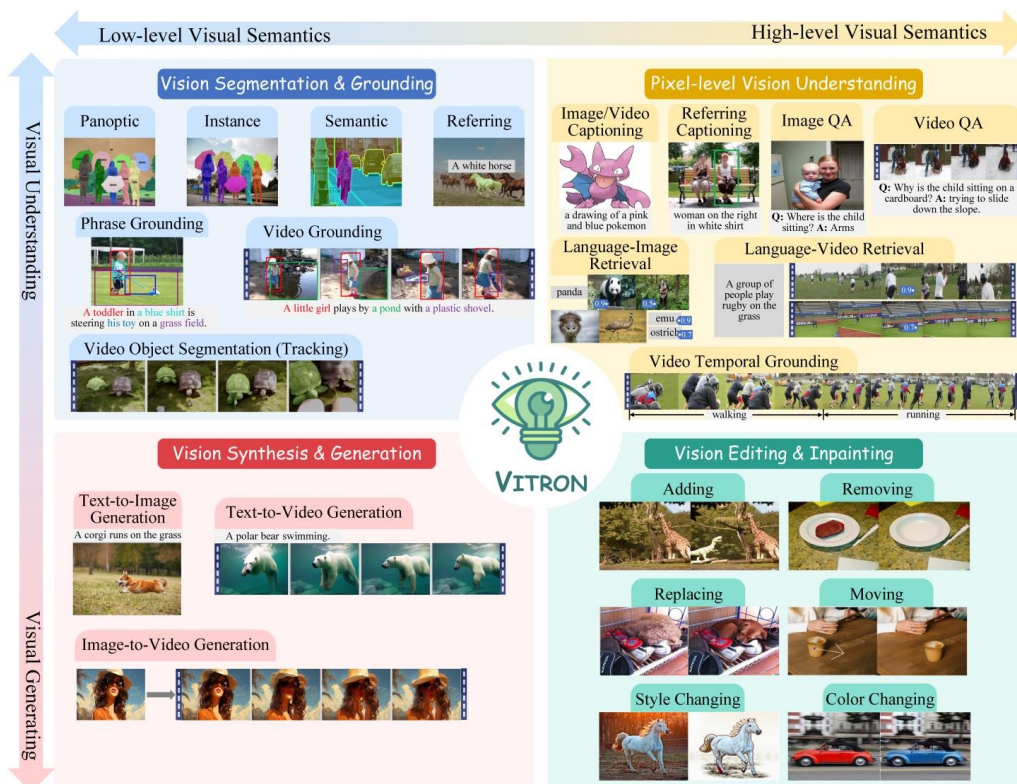 Low-level Visual Semantics
High-level Visual Semantics
Visual Understanding
Visual Generating
Vision Segmentation & Grounding
Panoptic
Instance
Semantic
Referring
A white horse
Phrase Grounding
A toddler in a blue shirt is
steering his toy on a grass field.
Video Grounding
A little girl plays by a pond with a plastic shovel.
Video Object Segmentation (Tracking)
Pixel-level Vision Understanding
Image/Video
Captioning
a drawing of a pink
and blue pokemon
Referring
Captioning
woman on the right
in white shirt
Image QA
Q: Where is the child
sitting? A: Arms
Video QA
Q: Why is the child sitting on a
cardboard? A: trying to slide
down the slope.
Language-Image
Retrieval
panda
0.9
0.5
emu
0.9
ostrich
0.7
Language-Video Retrieval
A group of
people play
rugby on the
grass
0.9
0.7
Video Temporal Grounding
walking
running
VITRON
Vision Synthesis & Generation
Text-to-Image
Generation
A corgi runs on the grass
Text-to-Video Generation
A polar bear swimming.
Image-to-Video Generation
Vision Editing & Inpainting
Adding
Removing
Replacing
Moving
Style Changing
Color Changing